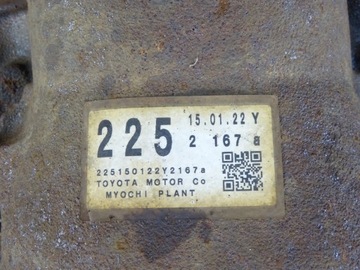 225 15.01.22 Y
2 167 a
225150122Y2167a
TOYOTA MOTOR Co
MYOCHI PLANT